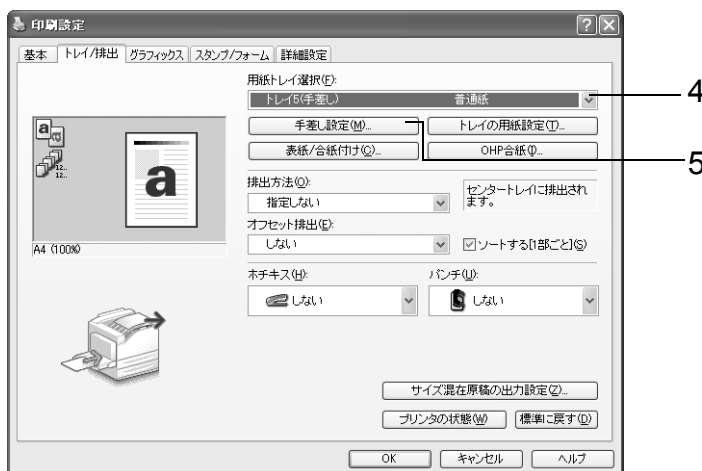 印刷設定
基本 トレイ/排出 グラフィックス スタンプ/フォーム 詳細設定
用紙トレイ選択(F):
トレイ5(手差し) 普通紙
4
手差し設定(M)... トレイの用紙設定(T)...
表紙/合紙付け(C)... OHP合紙(I)...
5
a
a
12..
12..
a
A4 (100%)
排出方法(O):
指定しない
センタートレイに排出されます。
オフセット排出(E):
しない
ソートする[1部ごと](S)
ホチキス(H): パンチ(U):
しない しない
サイズ混在原稿の出力設定(Z)...
プリンタの状態(W) 標準に戻す(D)
OK キャンセル ヘルプ